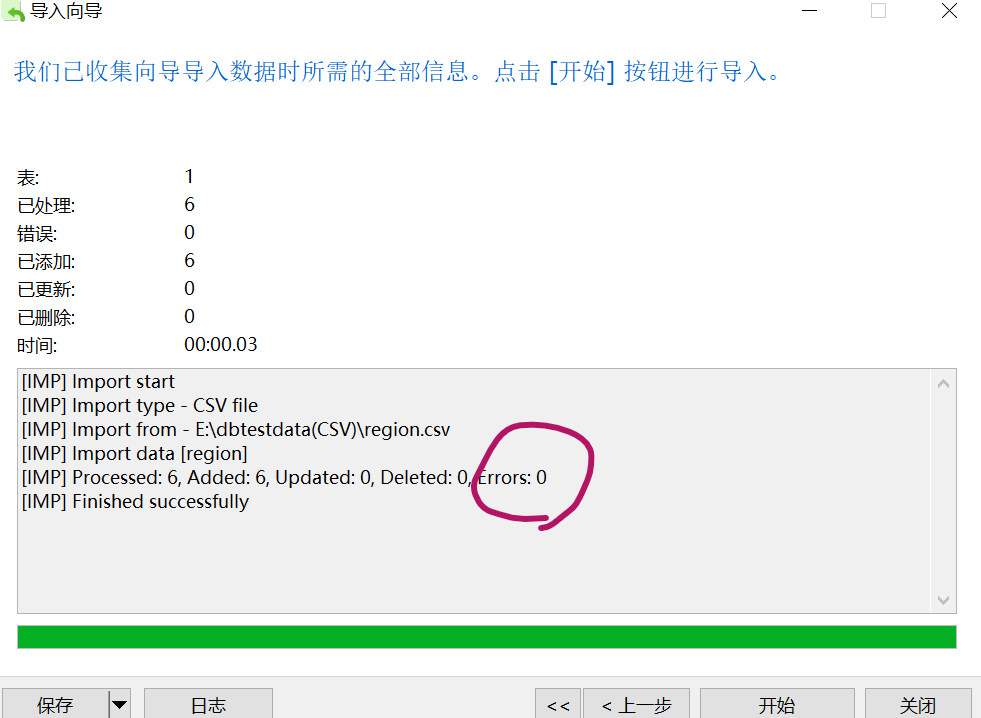 导入向导
我们已收集向导导入数据时所需的全部信息。点击 [开始] 按钮进行导入。
表: 1
已处理: 6
错误: 0
已添加: 6
已更新: 0
已删除: 0
时间: 00:00.03
[IMP] Import start
[IMP] Import type - CSV file
[IMP] Import from - E:\dbtestdata(CSV)\region.csv
[IMP] Import data [region]
[IMP] Processed: 6, Added: 6, Updated: 0, Deleted: 0, Errors: 0
[IMP] Finished successfully
保存 日志 << < 上一步 开始 关闭